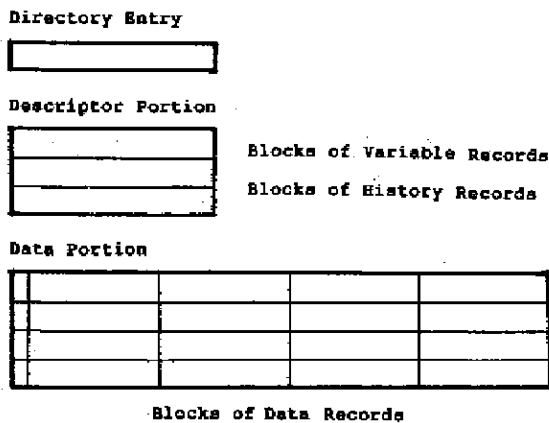 Directory Entry
Descriptor Portion
Blocks of Variable Records
Blocks of History Records
Data Portion
Blocks of Data Records